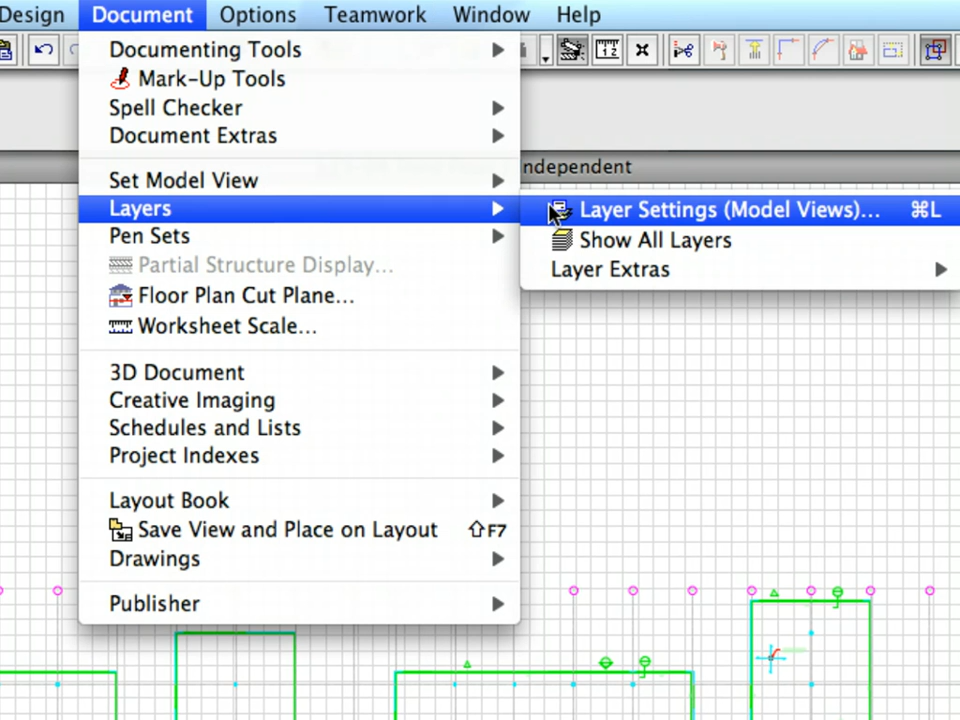 Design Document Options Teamwork Window Help
Documenting Tools
Mark-Up Tools
Spell Checker
Document Extras
ndependent
Set Model View
Layers
Layer Settings (Model Views)... ⌘L
Pen Sets
Show All Layers
Partial Structure Display...
Layer Extras
Floor Plan Cut Plane...
Worksheet Scale...
3D Document
Creative Imaging
Schedules and Lists
Project Indexes
Layout Book
Save View and Place on Layout ⇧F7
Drawings
Publisher